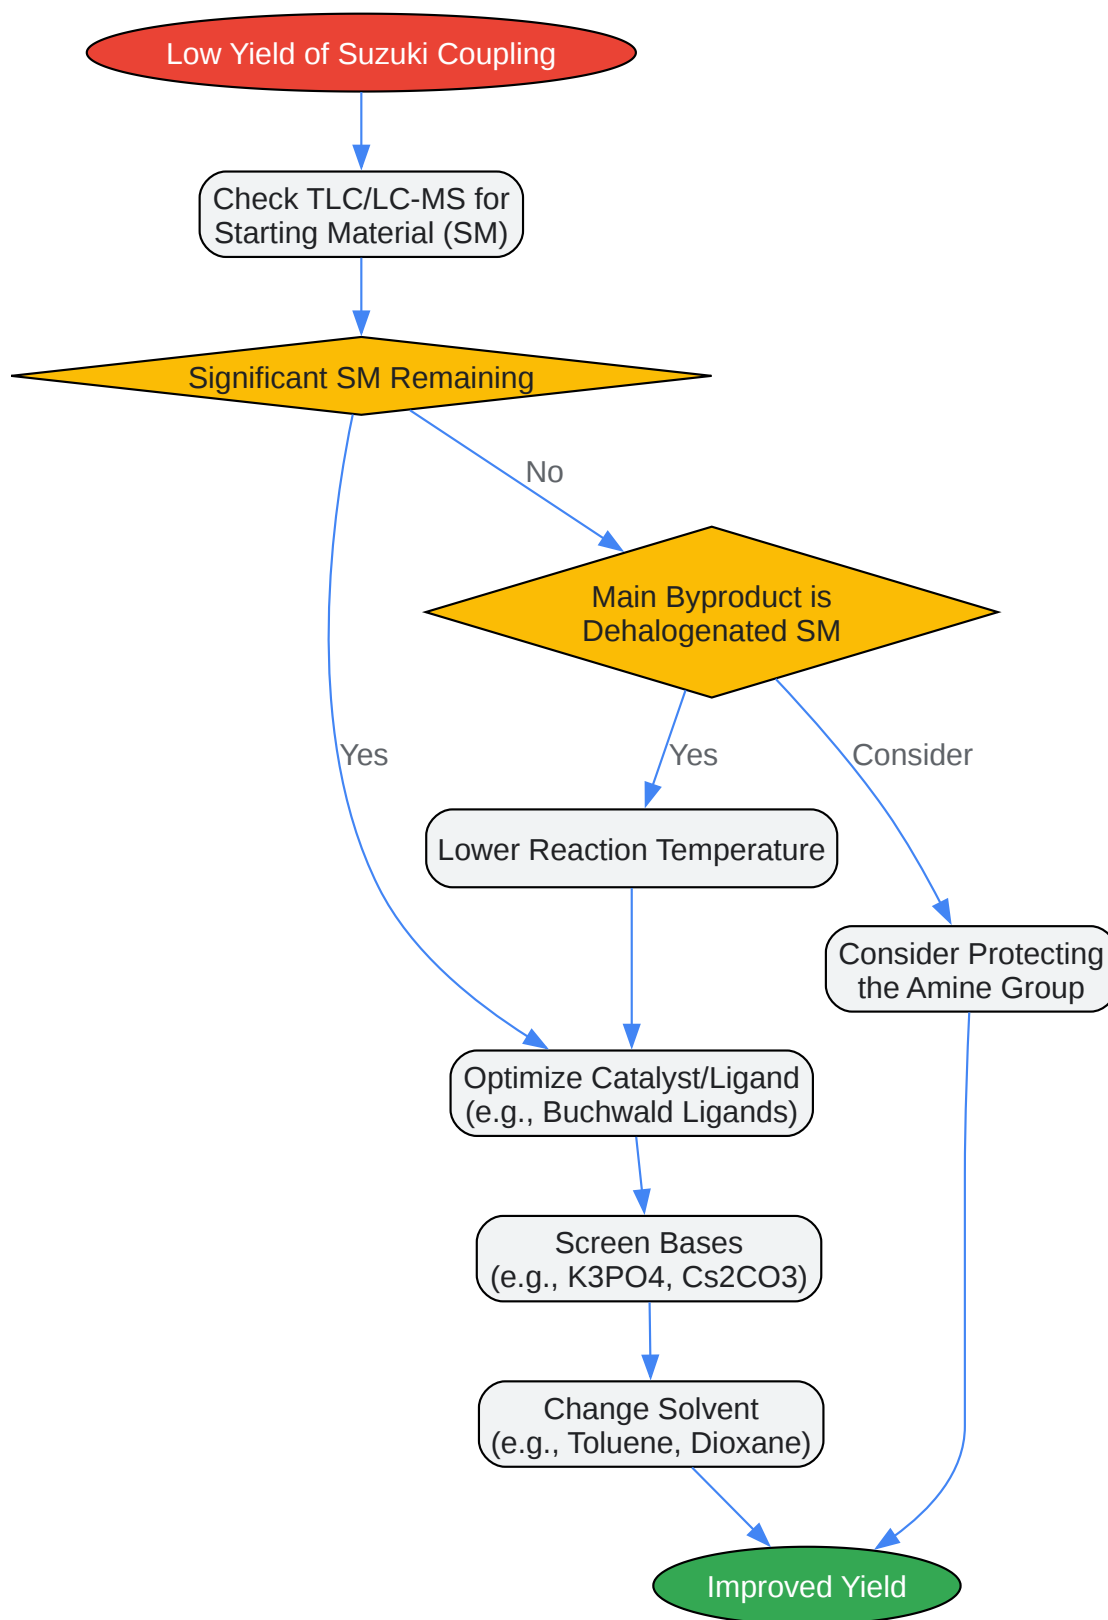 Low Yield of Suzuki Coupling
Check TLC/LC-MS for
Starting Material (SM)
Significant SM Remaining
No
Main Byproduct is
Dehalogenated SM
Yes
Yes
Consider
Lower Reaction Temperature
Consider Protecting
the Amine Group
Optimize Catalyst/Ligand
(e.g., Buchwald Ligands)
Screen Bases
(e.g., K3PO4, Cs2CO3)
Change Solvent
(e.g., Toluene, Dioxane)
Improved Yield